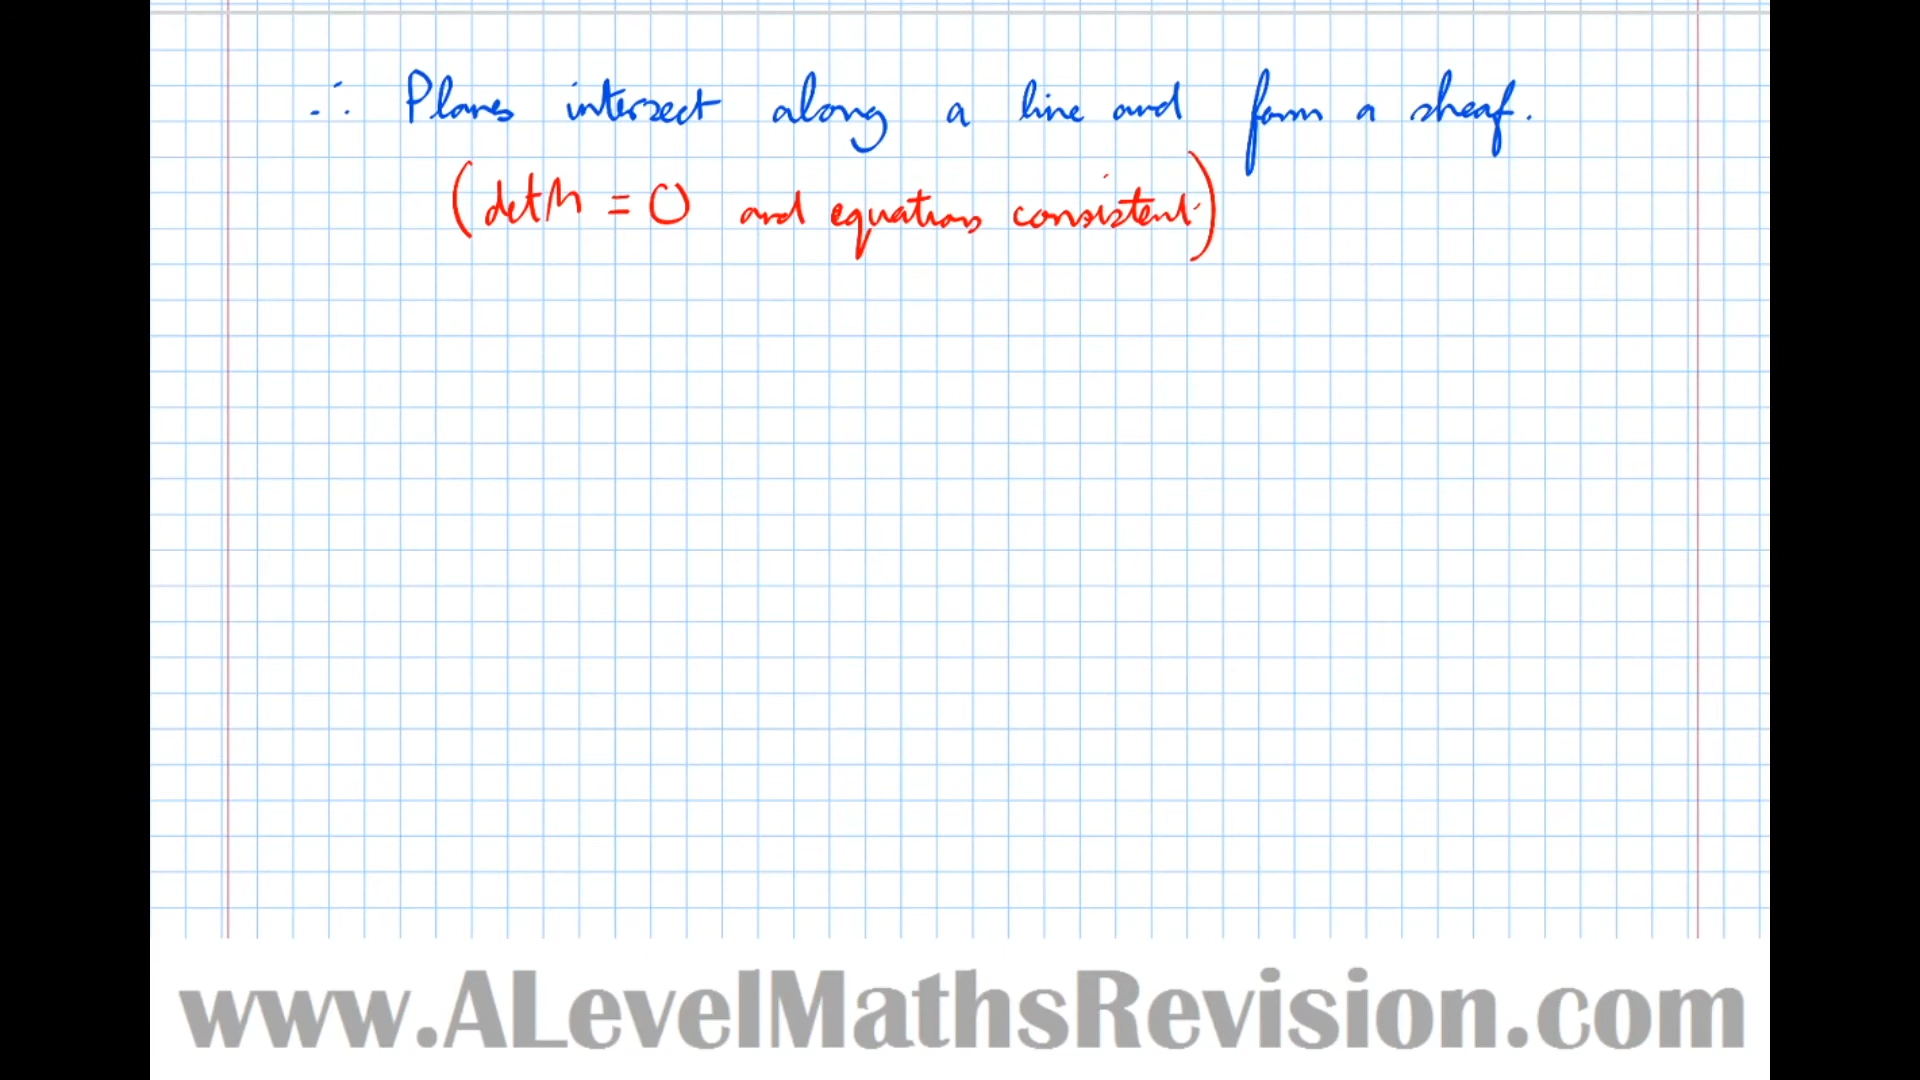 ∴ Planes intersect along a line and form a sheaf.
(det M = 0 and equations consistent.)
www.ALevelMathsRevision.com